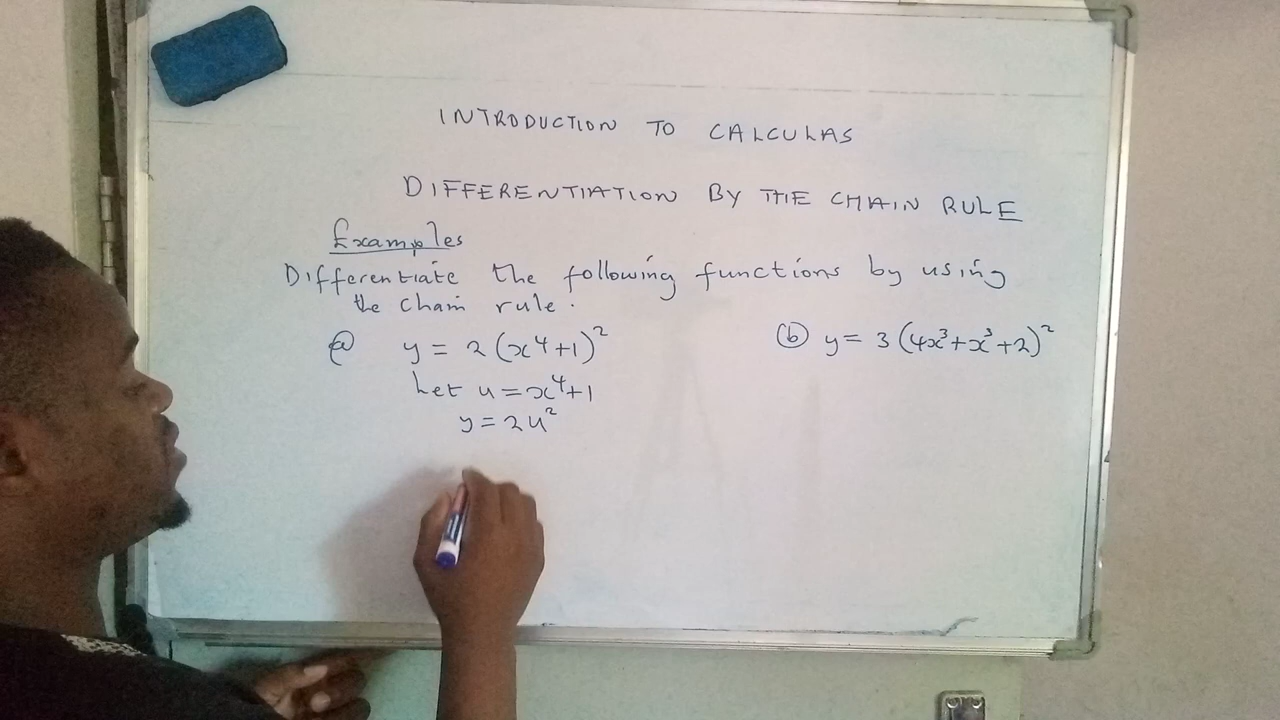 INTRODUCTION TO CALCULAS
DIFFERENTIATION BY THE CHAIN RULE
Examples
Differentiate the following functions by using
the chain rule.
ⓐ y = 2(x⁴+1)²
ⓑ y = 3(4x³+x³+2)²
Let u = x⁴+1
y = 2u²